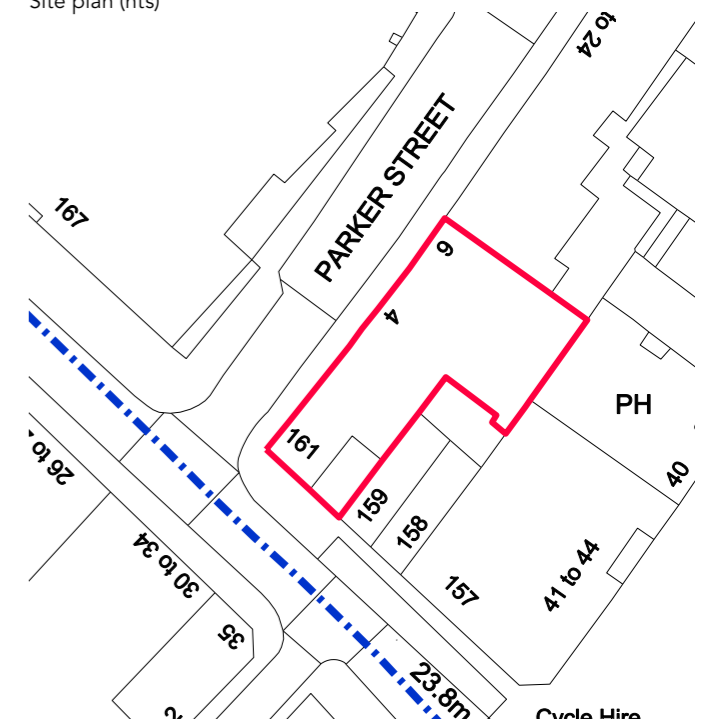 Site plan (nts)
to 24
PARKER STREET
167
6
4
PH
161
159
158
157
40
41 to 44
26 to
30 to 34
35
23.8m
Cycle Hire